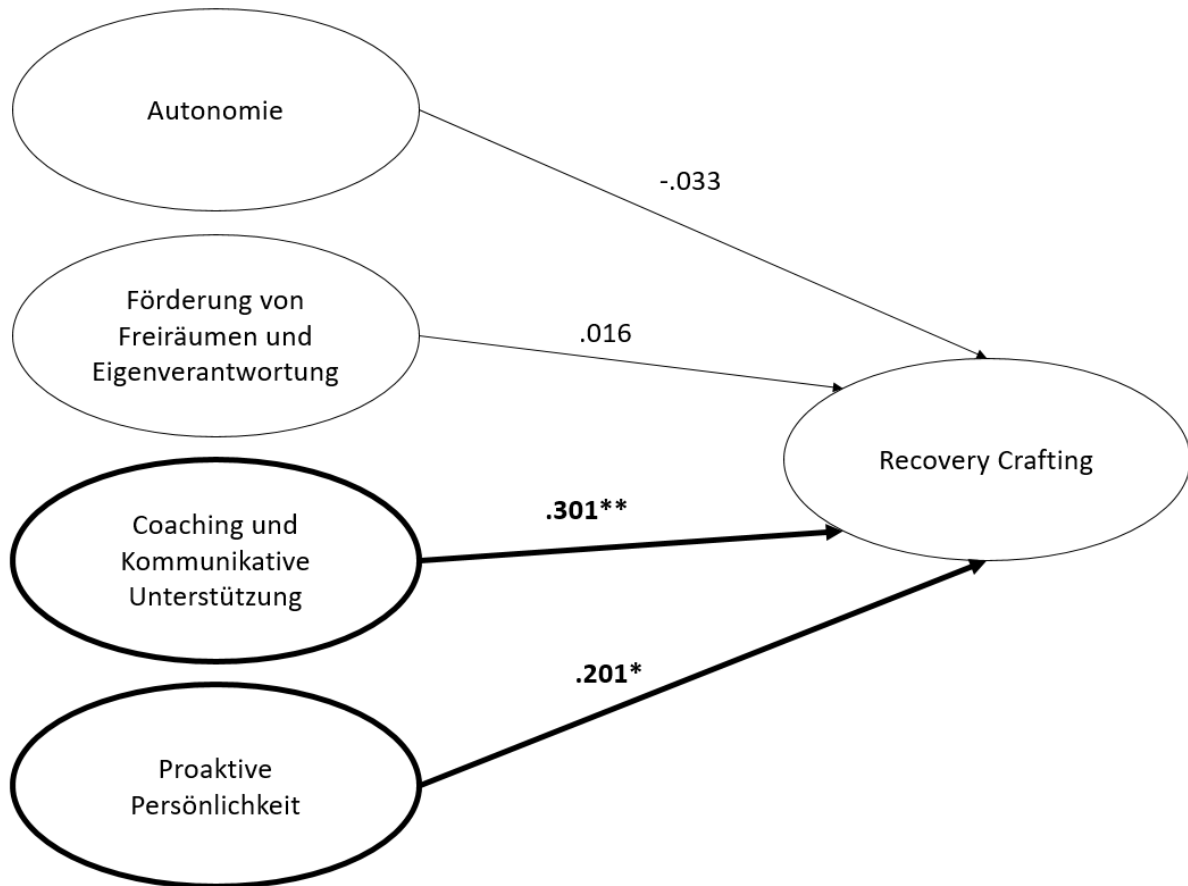 Autonomie
-.033
Förderung von
Freiräumen und
Eigenverantwortung
.016
Recovery Crafting
Coaching und
Kommunikative
Unterstützung
.301**
.201*
Proaktive
Persönlichkeit